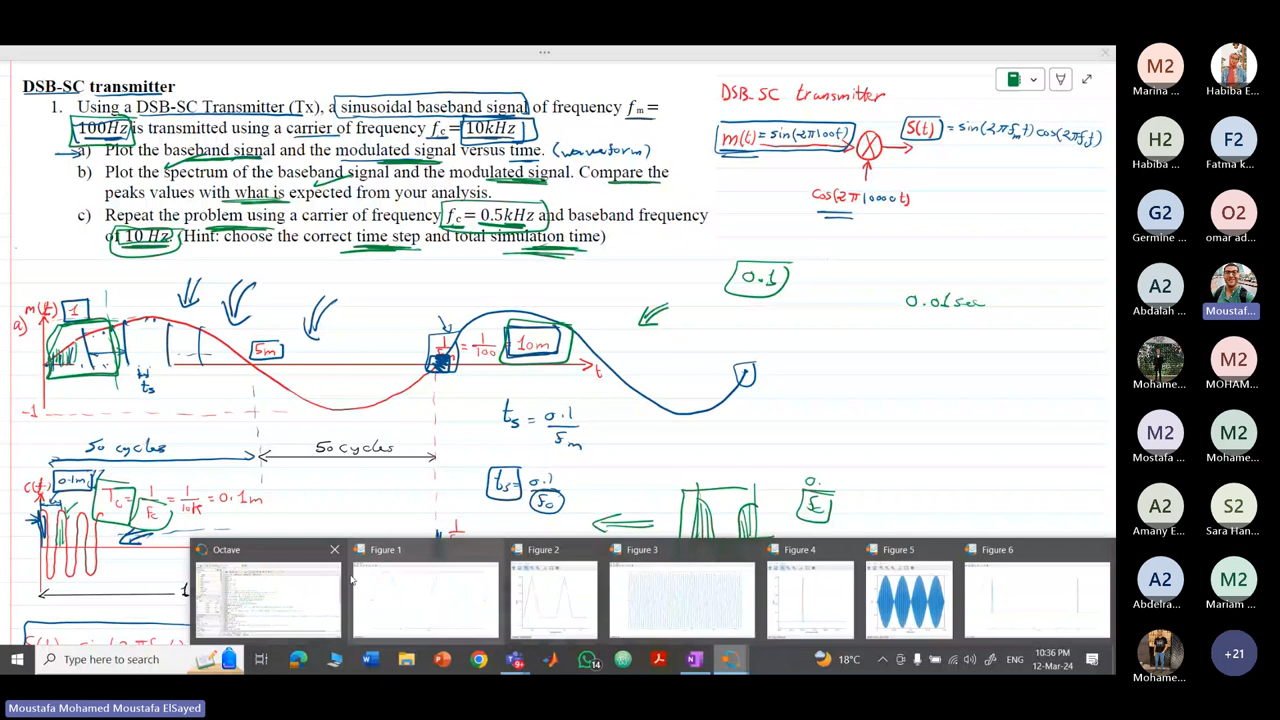 DSB-SC transmitter
1. Using a DSB-SC Transmitter (Tx), a sinusoidal baseband signal of frequency fm =
100Hz is transmitted using a carrier of frequency fc = 10kHz
a) Plot the baseband signal and the modulated signal versus time. (waveform)
b) Plot the spectrum of the baseband signal and the modulated signal. Compare the
peaks values with what is expected from your analysis.
c) Repeat the problem using a carrier of frequency fc = 0.5kHz and baseband frequency
of 10 Hz. (Hint: choose the correct time step and total simulation time)
DSB-SC transmitter
m(t) = sin(2π100t)
S(t) = sin(2πfmt) cos(2πfct)
cos(2π10000t)
0.1
0.01sec
a) m(t)
1
5m
= 1/100 = 10m
t
ts
-1
ts = 0.1/fm
50 cycles
50 cycles
0.1m
c(t)
Tc = 1/fc = 1/10k = 0.1m
ts = 0.1/f0
0.
fc
1
Octave
Figure 1
Figure 2
Figure 3
Figure 4
Figure 5
Figure 6
Type here to search
14
18°C
ENG
10:36 PM
12-Mar-24
M2
Marina ...
Habiba E...
H2
Habiba ...
F2
Fatma k...
G2
Germine ...
O2
omar ad...
A2
Abdalah ...
Moustaf...
Mohame...
M2
MOHAM...
M2
Mostafa ...
M2
Mohame...
A2
Amany E...
S2
Sara Han...
A2
Abdelra...
M2
Mariam ...
Mohame...
+21
Moustafa Mohamed Moustafa ElSayed